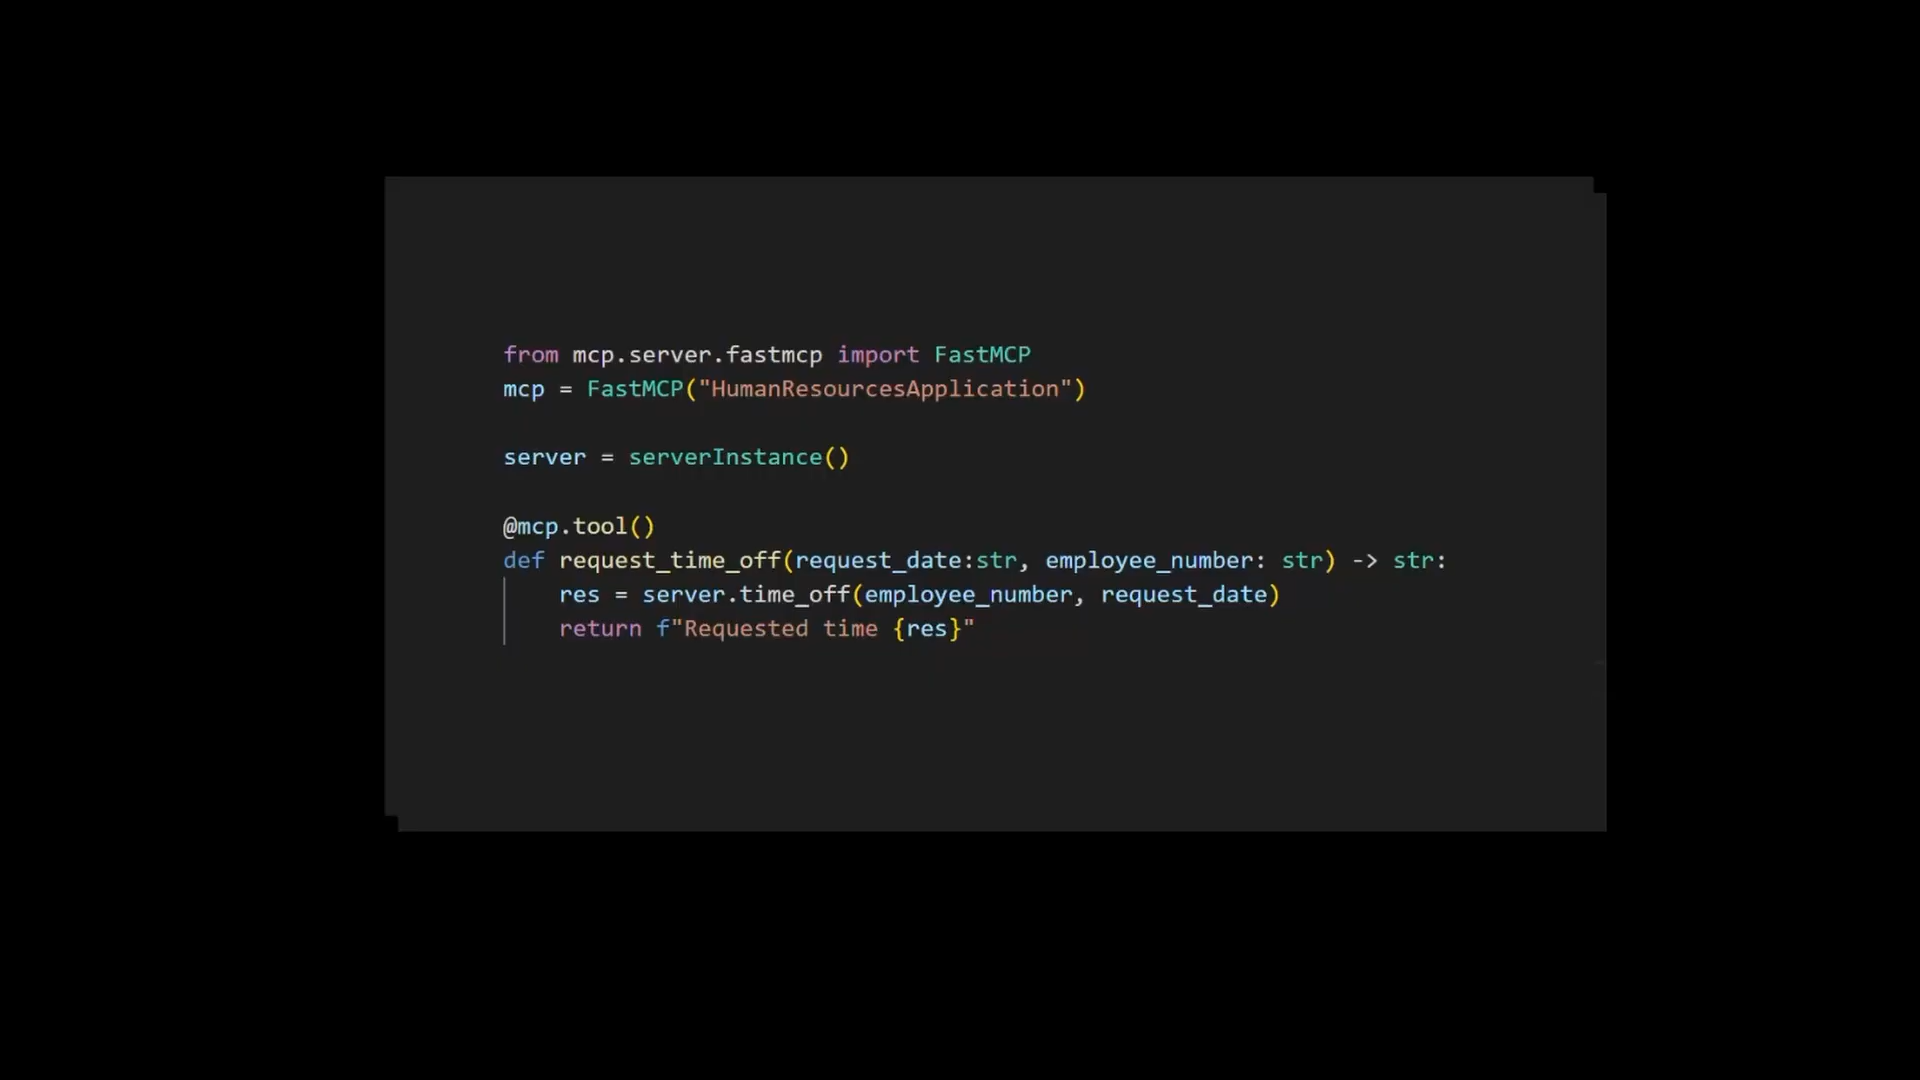 from mcp.server.fastmcp import FastMCP
mcp = FastMCP("HumanResourcesApplication")
server = serverInstance()
@mcp.tool()
def request_time_off(request_date:str, employee_number: str) -> str:
    res = server.time_off(employee_number, request_date)
    return f"Requested time {res}"